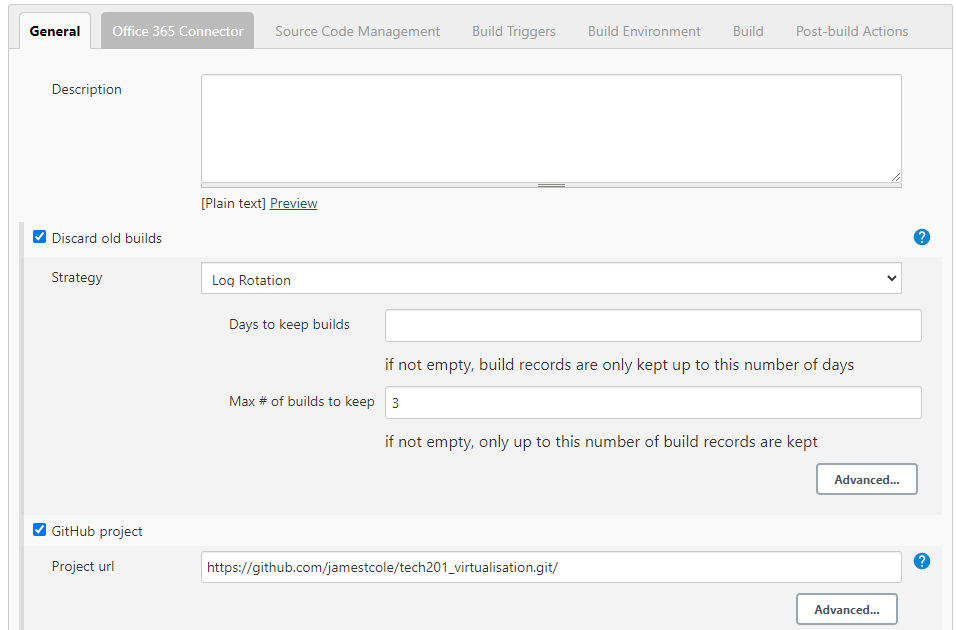 General Office 365 Connector Source Code Management Build Triggers Build Environment Build Post-build Actions
Description
[Plain text] Preview
Discard old builds ?
Strategy Log Rotation
Days to keep builds
if not empty, build records are only kept up to this number of days
Max # of builds to keep 3
if not empty, only up to this number of build records are kept
Advanced...
GitHub project
Project url https://github.com/jamestcole/tech201_virtualisation.git/ ?
Advanced...